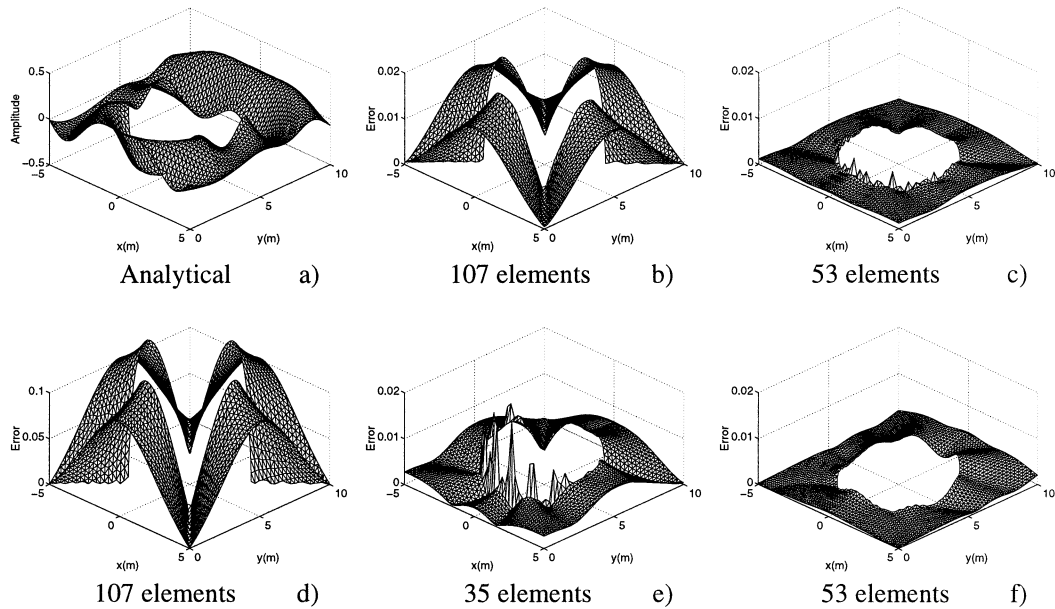 0.5
0
-0.5
Amplitude
−5
0
5
x(m)
0
5
10
y(m)
Analytical a)
0.02
0.01
0
Error
−5
0
5
x(m)
0
5
10
y(m)
107 elements b)
0.02
0.01
0
Error
−5
0
5
x(m)
0
5
10
y(m)
53 elements c)
0.1
0.05
0
Error
−5
0
5
x(m)
0
5
10
y(m)
107 elements d)
0.02
0.01
0
Error
−5
0
5
x(m)
0
5
10
y(m)
35 elements e)
0.02
0.01
0
Error
−5
0
5
x(m)
0
5
10
y(m)
53 elements f)